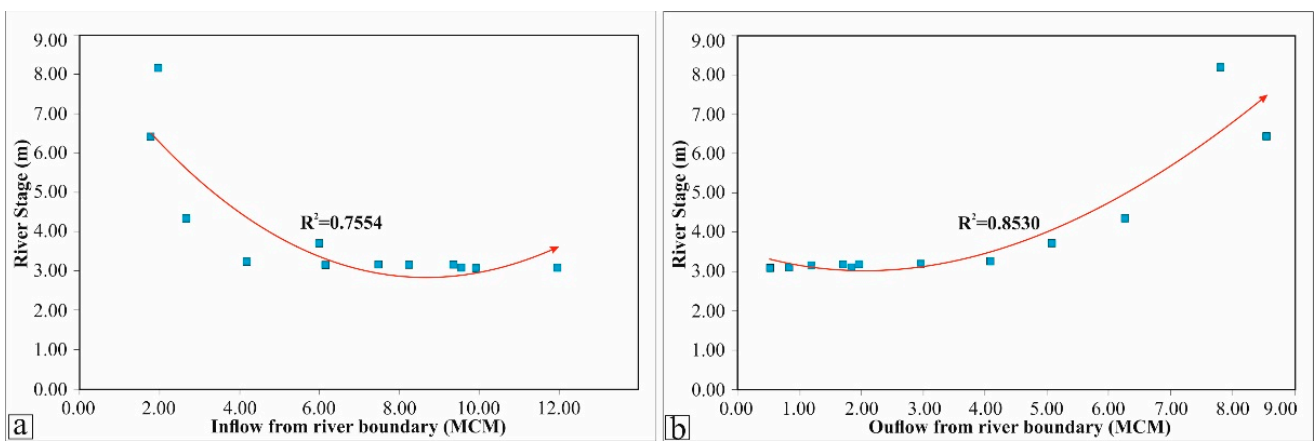 9.00
8.00
7.00
6.00
5.00
4.00
3.00
2.00
1.00
0.00
River Stage (m)
R²=0.7554
0.00 2.00 4.00 6.00 8.00 10.00 12.00
Inflow from river boundary (MCM)
a
9.00
8.00
7.00
6.00
5.00
4.00
3.00
2.00
1.00
0.00
River Stage (m)
R²=0.8530
0.00 1.00 2.00 3.00 4.00 5.00 6.00 7.00 8.00 9.00
Ouflow from river boundary (MCM)
b